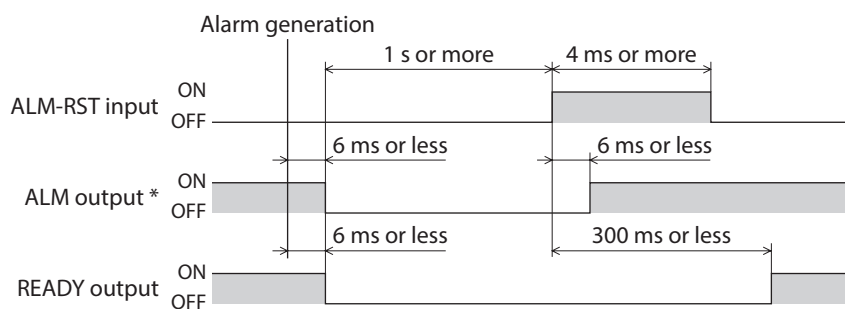 Alarm generation
1 s or more
4 ms or more
ALM-RST input
ON
OFF
6 ms or less
6 ms or less
ALM output *
ON
OFF
6 ms or less
300 ms or less
READY output
ON
OFF